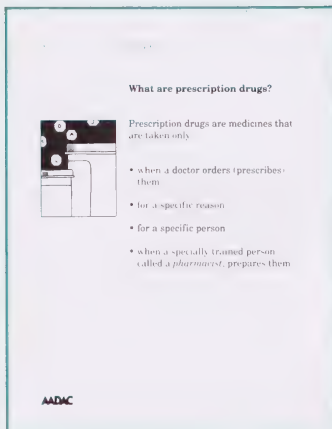 What are prescription drugs?
Prescription drugs are medicines that
are taken only
• when a doctor orders (prescribes)
them
• for a specific reason
• for a specific person
• when a specially trained person
called a pharmacist, prepares them
AADAC